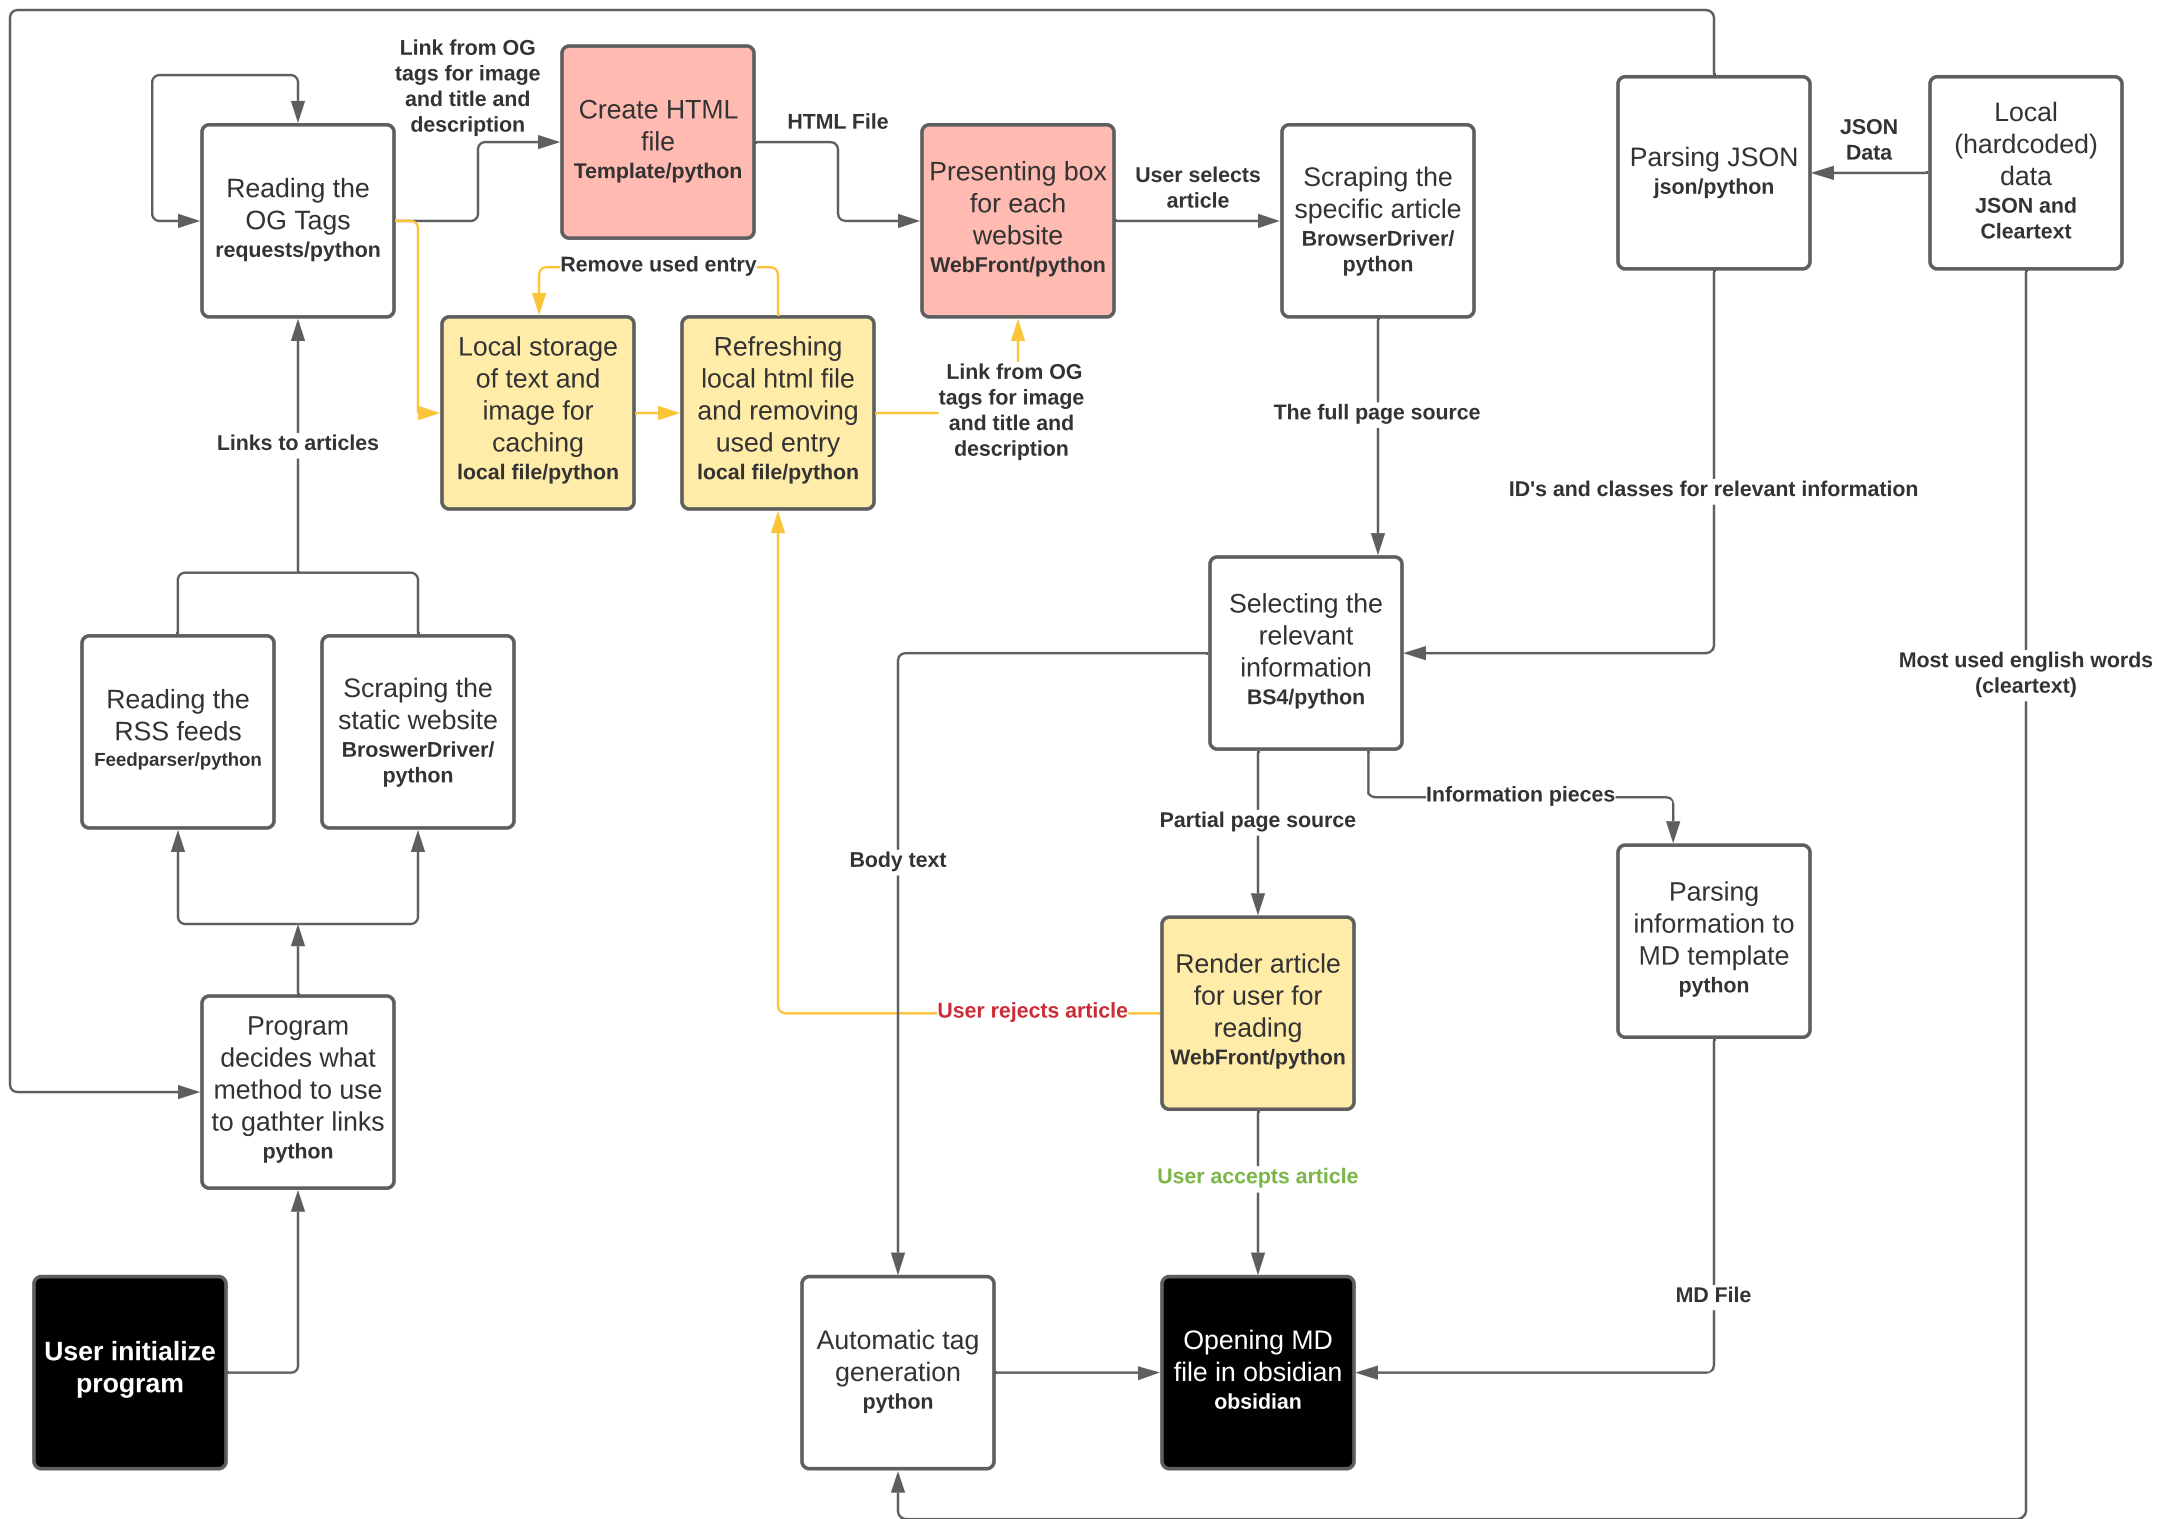 Link from OG
tags for image
and title and
description
Create HTML
file
Template/python
HTML File
Reading the
OG Tags
requests/python
Presenting box
for each
website
WebFront/python
User selects
article
Scraping the
specific article
BrowserDriver/
python
Parsing JSON
json/python
JSON
Data
Local
(hardcoded)
data
JSON and
Cleartext
Remove used entry
Local storage
of text and
image for
caching
local file/python
Refreshing
local html file
and removing
used entry
local file/python
Link from OG
tags for image
and title and
description
The full page source
Links to articles
ID's and classes for relevant information
Selecting the
relevant
information
BS4/python
Most used english words
(cleartext)
Reading the
RSS feeds
Feedparser/python
Scraping the
static website
BroswerDriver/
python
Information pieces
Partial page source
Body text
Parsing
information to
MD template
python
Render article
for user for
reading
WebFront/python
User rejects article
Program
decides what
method to use
to gathter links
python
User accepts article
MD File
User initialize
program
Automatic tag
generation
python
Opening MD
file in obsidian
obsidian